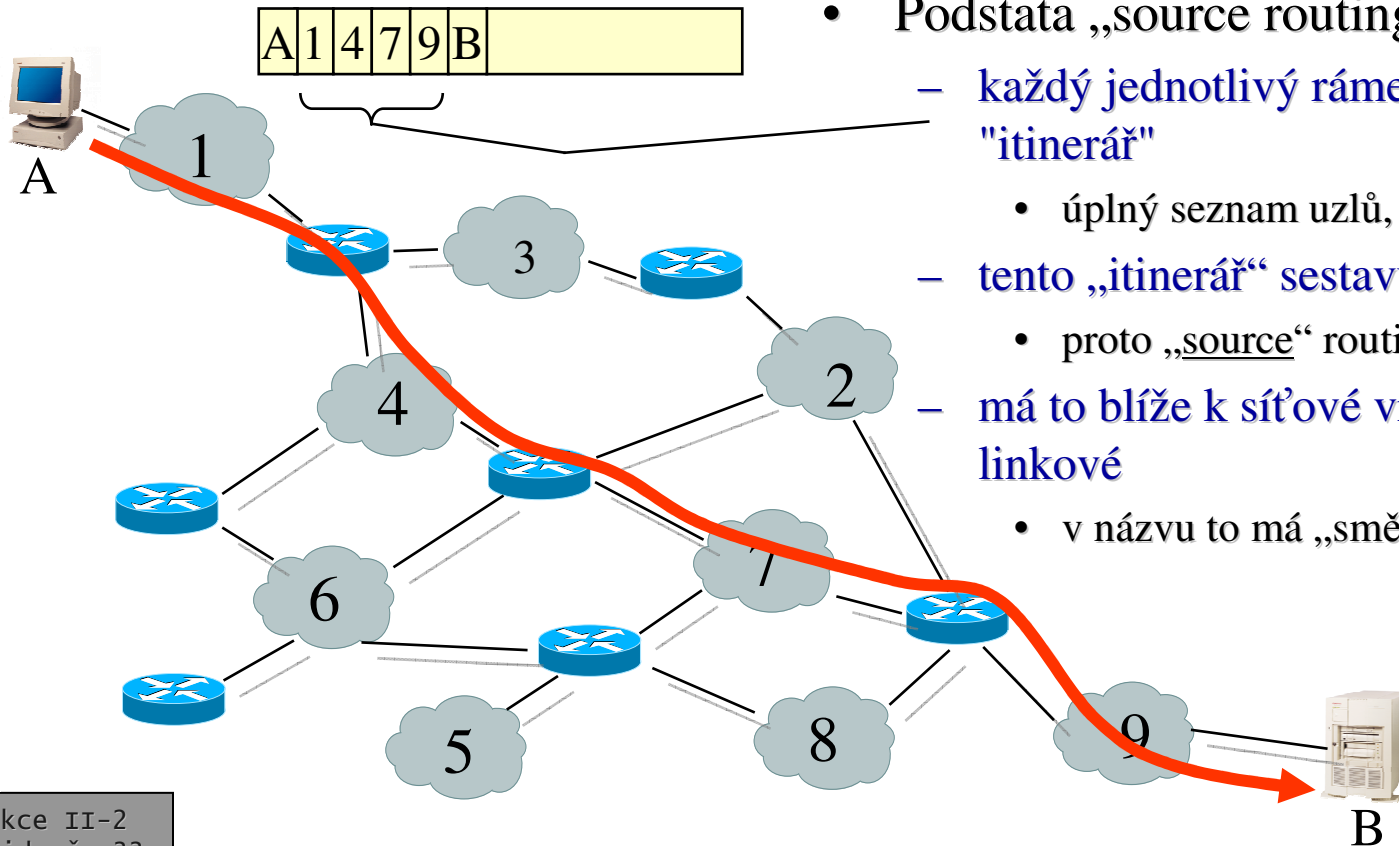 A 1 4 7 9 B
Podstata „source routing
– každý jednotlivý ráme
"itinerář"
• úplný seznam uzlů,
– tento „itinerář“ sestav
• proto „source“ routi
– má to blíže k síťové v
linkové
• v názvu to má „smě
A
1
3
2
4
7
6
5
8
9
B
kce II-2